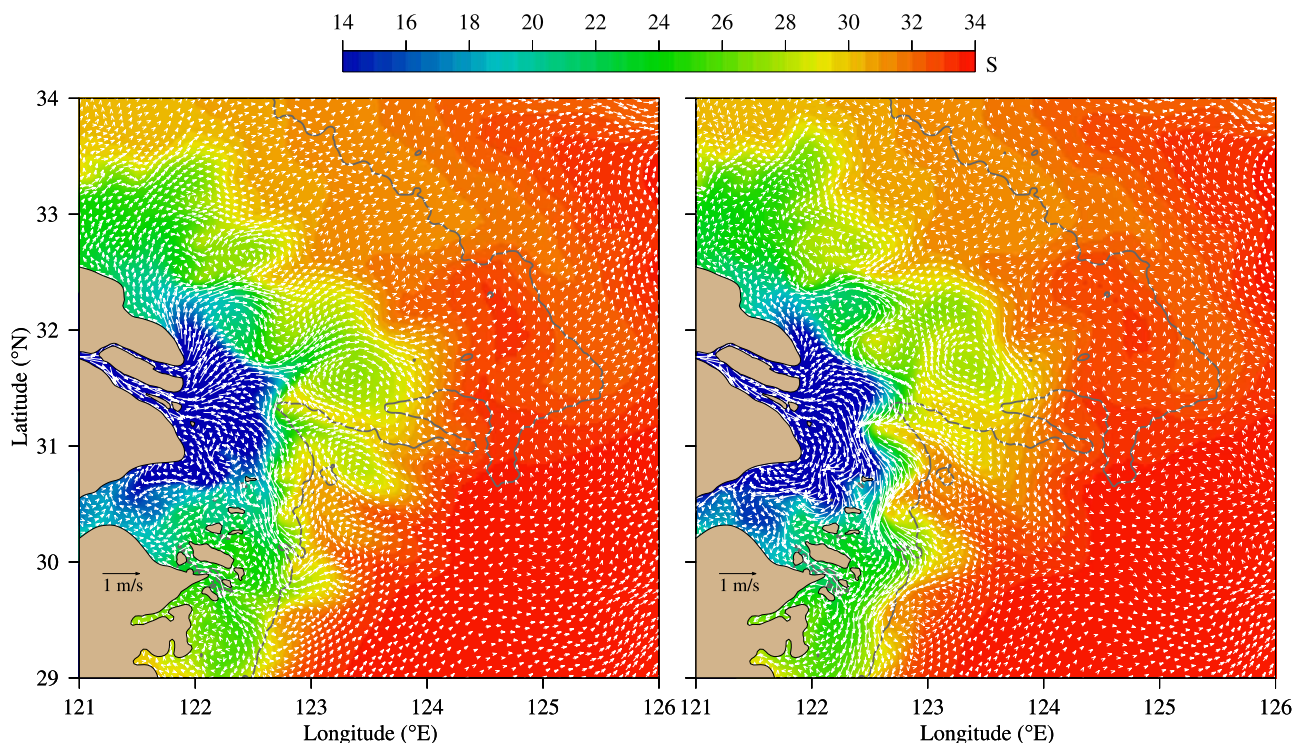 14 16 18 20 22 24 26 28 30 32 34
S
34
33
32
31
30
29
Latitude (°N)
1 m/s
1 m/s
121 122 123 124 125 126 121 122 123 124 125 126
Longitude (°E)
Longitude (°E)